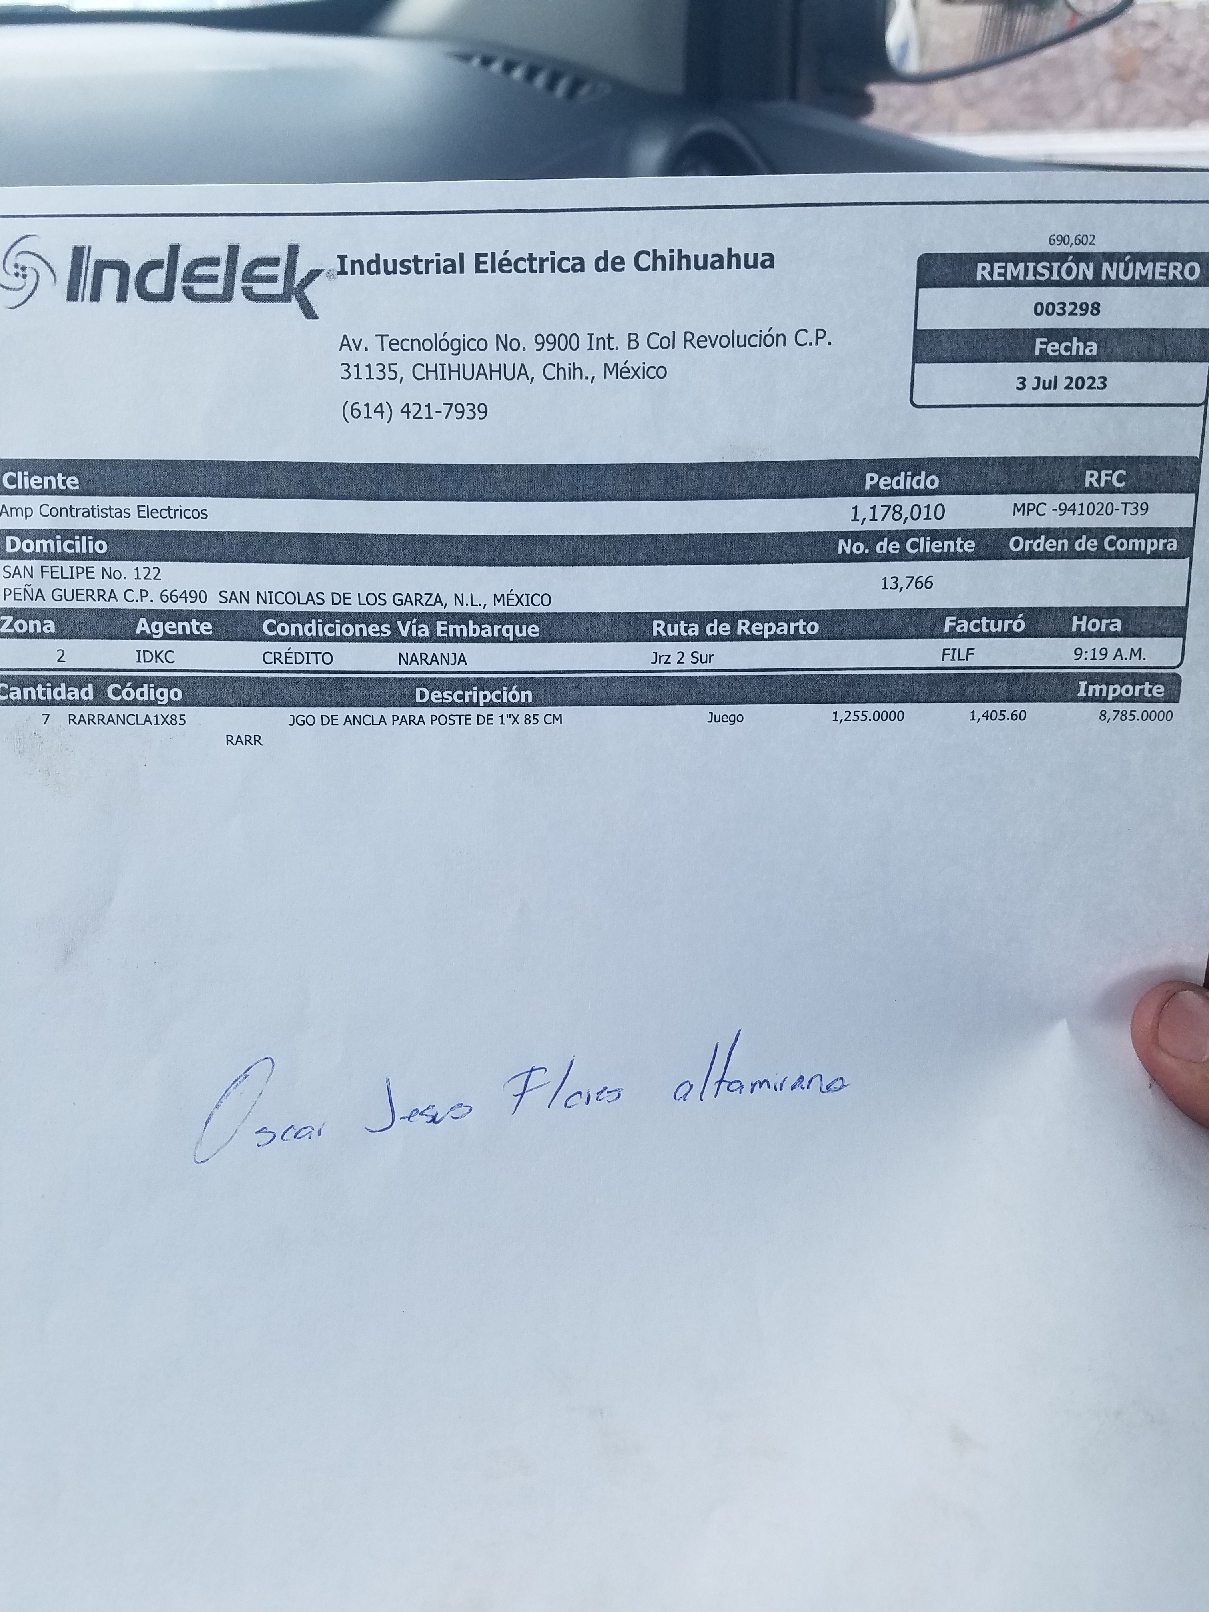 690,602
Indelek Industrial Eléctrica de Chihuahua
REMISIÓN NÚMERO
003298
Av. Tecnológico No. 9900 Int. B Col Revolución C.P.
31135, CHIHUAHUA, Chih., México
(614) 421-7939
Fecha
3 Jul 2023
Cliente Pedido RFC
Amp Contratistas Electricos 1,178,010 MPC -941020-T39
Domicilio No. de Cliente Orden de Compra
SAN FELIPE No. 122
PEÑA GUERRA C.P. 66490 SAN NICOLAS DE LOS GARZA, N.L., MÉXICO 13,766
Zona Agente Condiciones Vía Embarque Ruta de Reparto Facturó Hora
2 IDKC CRÉDITO NARANJA Jrz 2 Sur FILF 9:19 A.M.
Cantidad Código Descripción Importe
7 RARRANCLA1X85 JGO DE ANCLA PARA POSTE DE 1"X 85 CM Juego 1,255.0000 1,405.60 8,785.0000
RARR
Oscar Jesus Flores altamirano